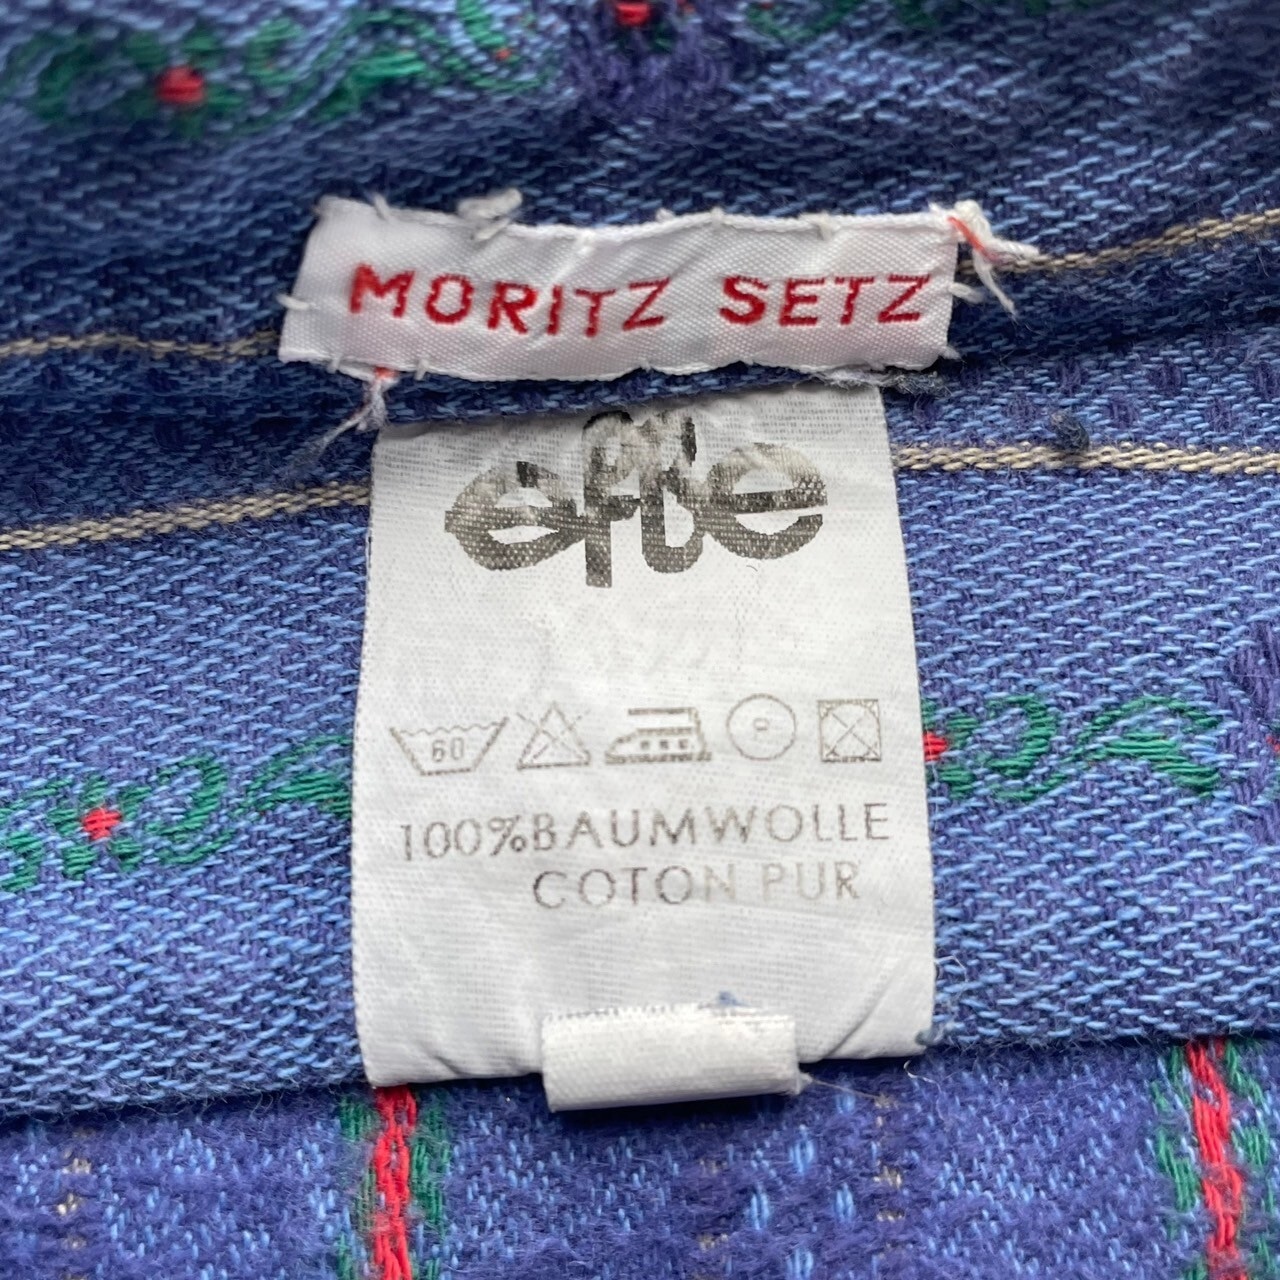 MORITZ SETZ
efbe
60
100%BAUMWOLLE
COTON PUR